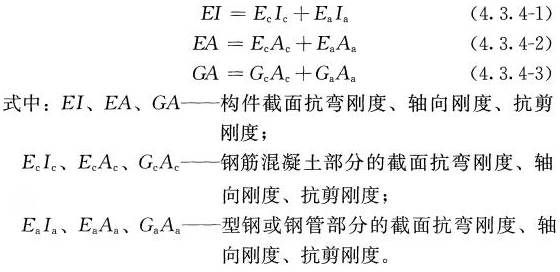 EI = EcIc + EaIa (4.3.4-1)
EA = EcAc + EaAa (4.3.4-2)
GA = GcAc + GaAa (4.3.4-3)
式中：EI、EA、GA——构件截面抗弯刚度、轴向刚度、抗剪
刚度；
EcIc、EcAc、GcAc——钢筋混凝土部分的截面抗弯刚度、轴
向刚度、抗剪刚度；
EaIa、EaAa、GaAa——型钢或钢管部分的截面抗弯刚度、轴
向刚度、抗剪刚度。